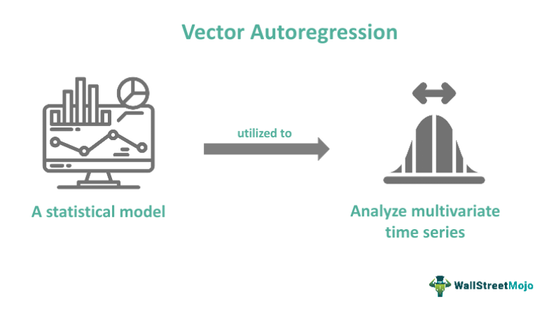 Vector Autoregression
utilized to
A statistical model
Analyze multivariate
time series
WallStreetMojo